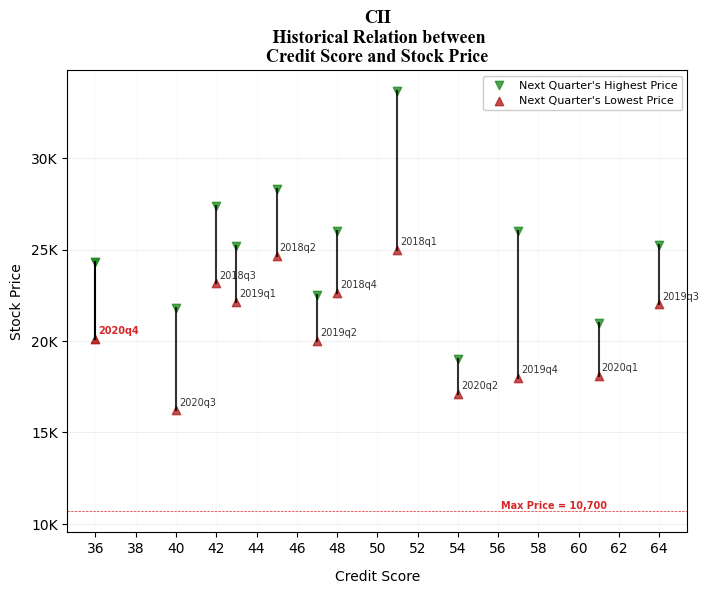 CII
Historical Relation between
Credit Score and Stock Price
Next Quarter's Highest Price
Next Quarter's Lowest Price
30K
25K
20K
15K
10K
Stock Price
2018q1
2018q2
2018q3
2018q4
2019q1
2019q3
2020q4
2019q2
2019q4
2020q1
2020q2
2020q3
Max Price = 10,700
36 38 40 42 44 46 48 50 52 54 56 58 60 62 64
Credit Score